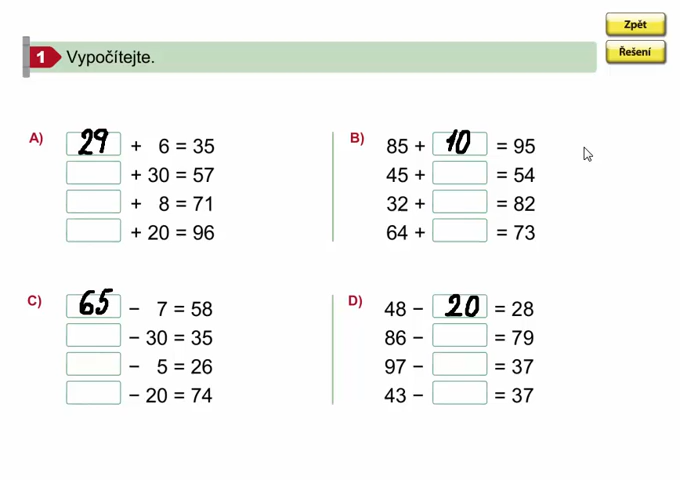 Zpět
Řešení
1 Vypočítejte.
A)
29 + 6 = 35
+ 30 = 57
+ 8 = 71
+ 20 = 96
B)
85 + 10 = 95
45 + = 54
32 + = 82
64 + = 73
C)
65 − 7 = 58
− 30 = 35
− 5 = 26
− 20 = 74
D)
48 − 20 = 28
86 − = 79
97 − = 37
43 − = 37